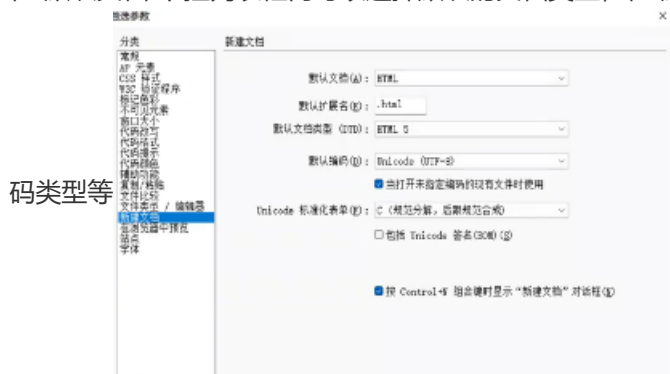 首选参数
分类
新建文档
常规
AP 元素
CSS 样式
W3C 验证程序
标记色彩
不可见元素
窗口大小
代码改写
代码格式
代码提示
代码颜色
辅助功能
复制/粘贴
文件比较
文件类型 / 编辑器
新建文档
在浏览器中预览
站点
字体
默认文档(A)： HTML
默认扩展名(E)： .html
默认文档类型 (DTD)： HTML 5
默认编码(D)： Unicode (UTF-8)
当打开未指定编码的现有文件时使用
Unicode 标准化表单(F)： C (规范分解，后跟规范合成)
包括 Unicode 签名(BOM)(S)
按 Control+N 组合键时显示“新建文档”对话框(N)
码类型等